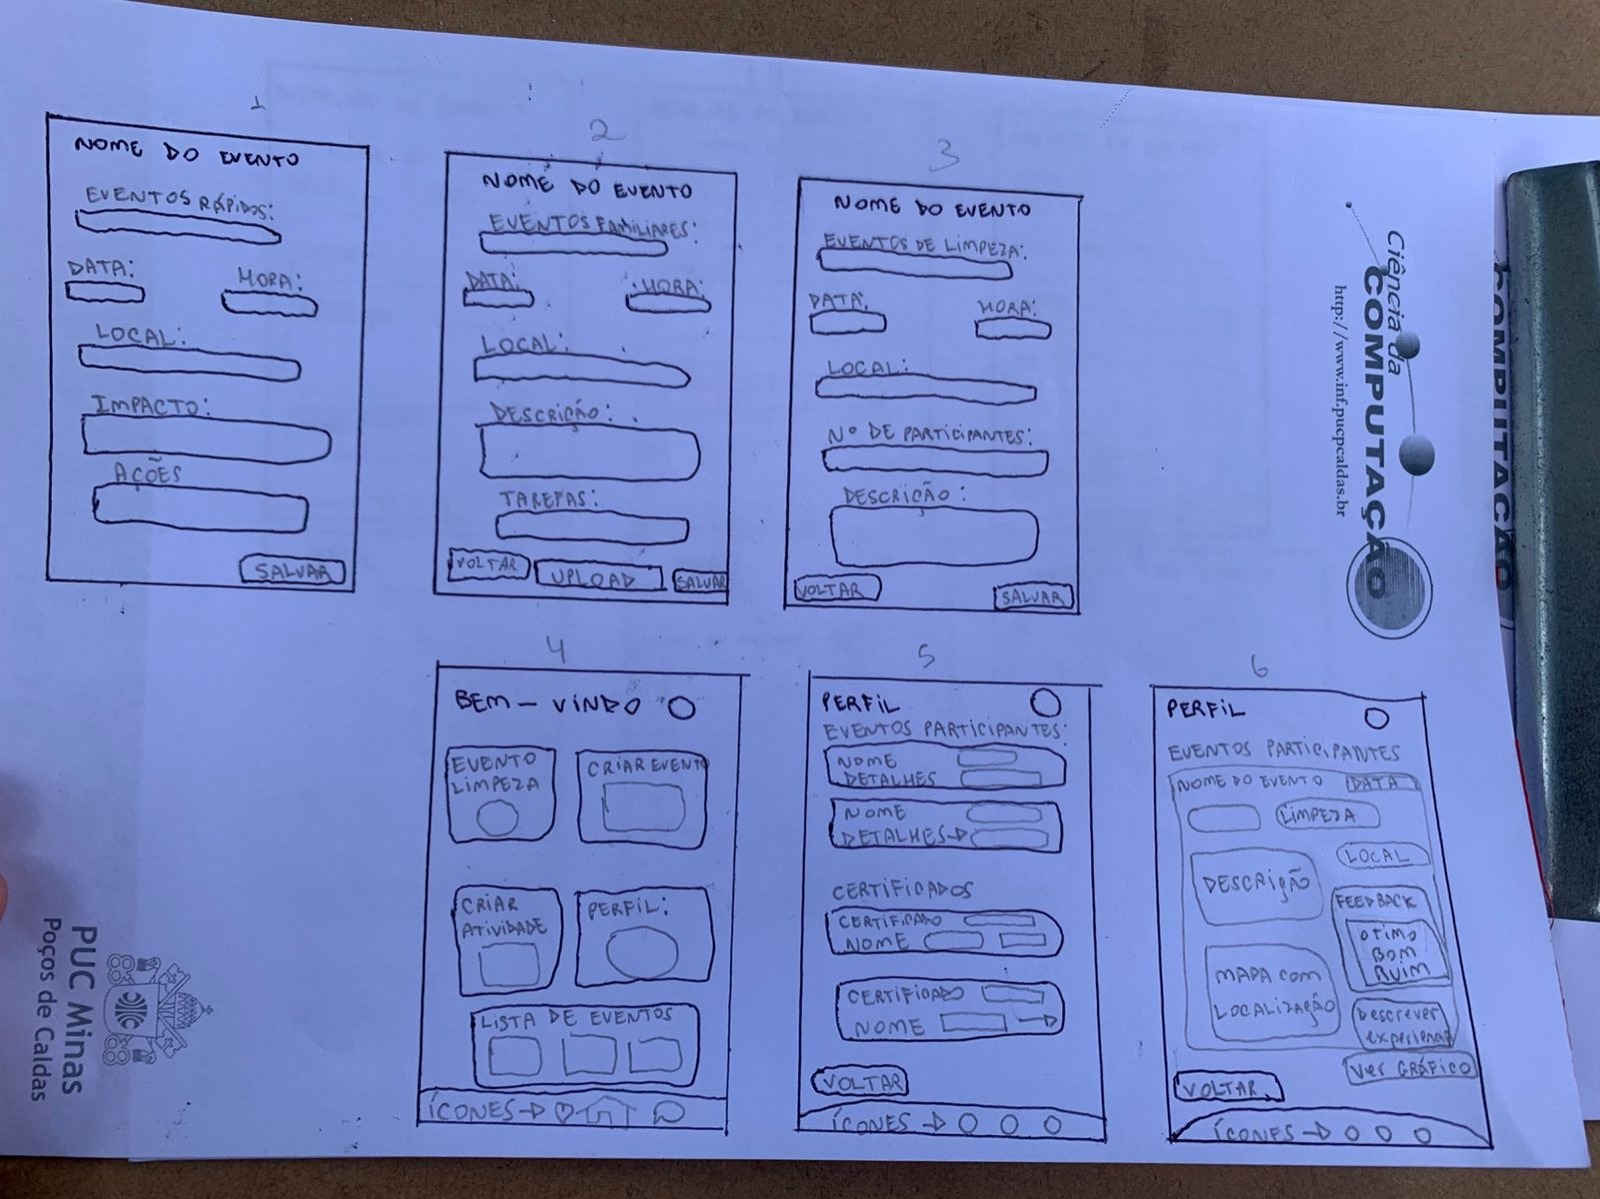 1
NOME DO EVENTO
EVENTOS RÁPIDOS:
DATA:
HORA:
LOCAL:
IMPACTO:
AÇÕES
SALVAR
2
NOME DO EVENTO
EVENTOS FAMILIARES:
DATA:
HORA:
LOCAL:
DESCRIÇÃO:
TAREFAS:
VOLTAR
UPLOAD
SALVAR
3
NOME DO EVENTO
EVENTOS DE LIMPEZA:
DATA:
HORA:
LOCAL:
Nº DE PARTICIPANTES:
DESCRIÇÃO:
VOLTAR
SALVAR
4
BEM-VINDO
EVENTO
LIMPEZA
CRIAR EVENTO
CRIAR
ATIVIDADE
PERFIL:
LISTA DE EVENTOS
ÍCONES
5
PERFIL
EVENTOS PARTICIPANTES:
NOME
DETALHES
NOME
DETALHES
CERTIFICADOS
CERTIFICADO
NOME
CERTIFICADO
NOME
VOLTAR
ÍCONES
6
PERFIL
EVENTOS PARTICIPANTES
NOME DO EVENTO
DATA
LIMPEZA
LOCAL
DESCRIÇÃO
FEEDBACK
OTIMO
BOM
RUIM
MAPA COM
LOCALIZAÇÃO
Descrever
Ver GRÁFICO
VOLTAR
ÍCONES
Ciência da
COMPUTAÇÃO
http://www.inf.pucpcaldas.br
COMPUTAÇÃO
PUC Minas
Poços de Caldas